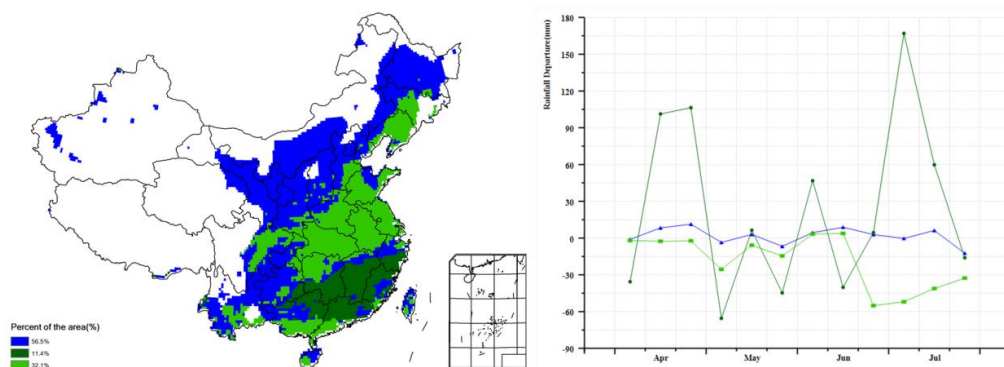 Percent of the area(%)
56.5%
11.4%
32.1%
Rainfall Departure(mm)
180
150
120
90
60
30
0
-30
-60
-90
Apr
May
Jun
Jul